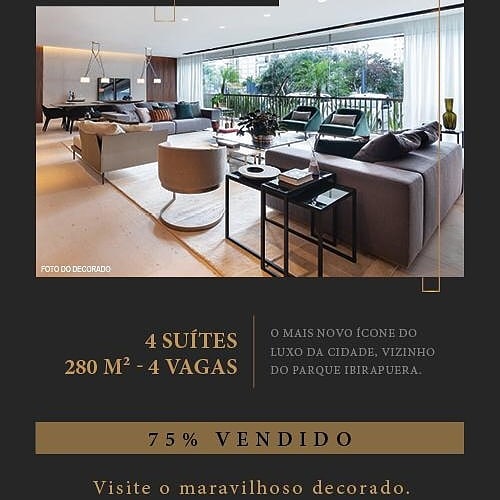 FOTO DO DECORADO
4 SUÍTES
280 M² - 4 VAGAS
O MAIS NOVO ÍCONE DO
LUXO DA CIDADE, VIZINHO
DO PARQUE IBIRAPUERA.
75% VENDIDO
Visite o maravilhoso decorado.